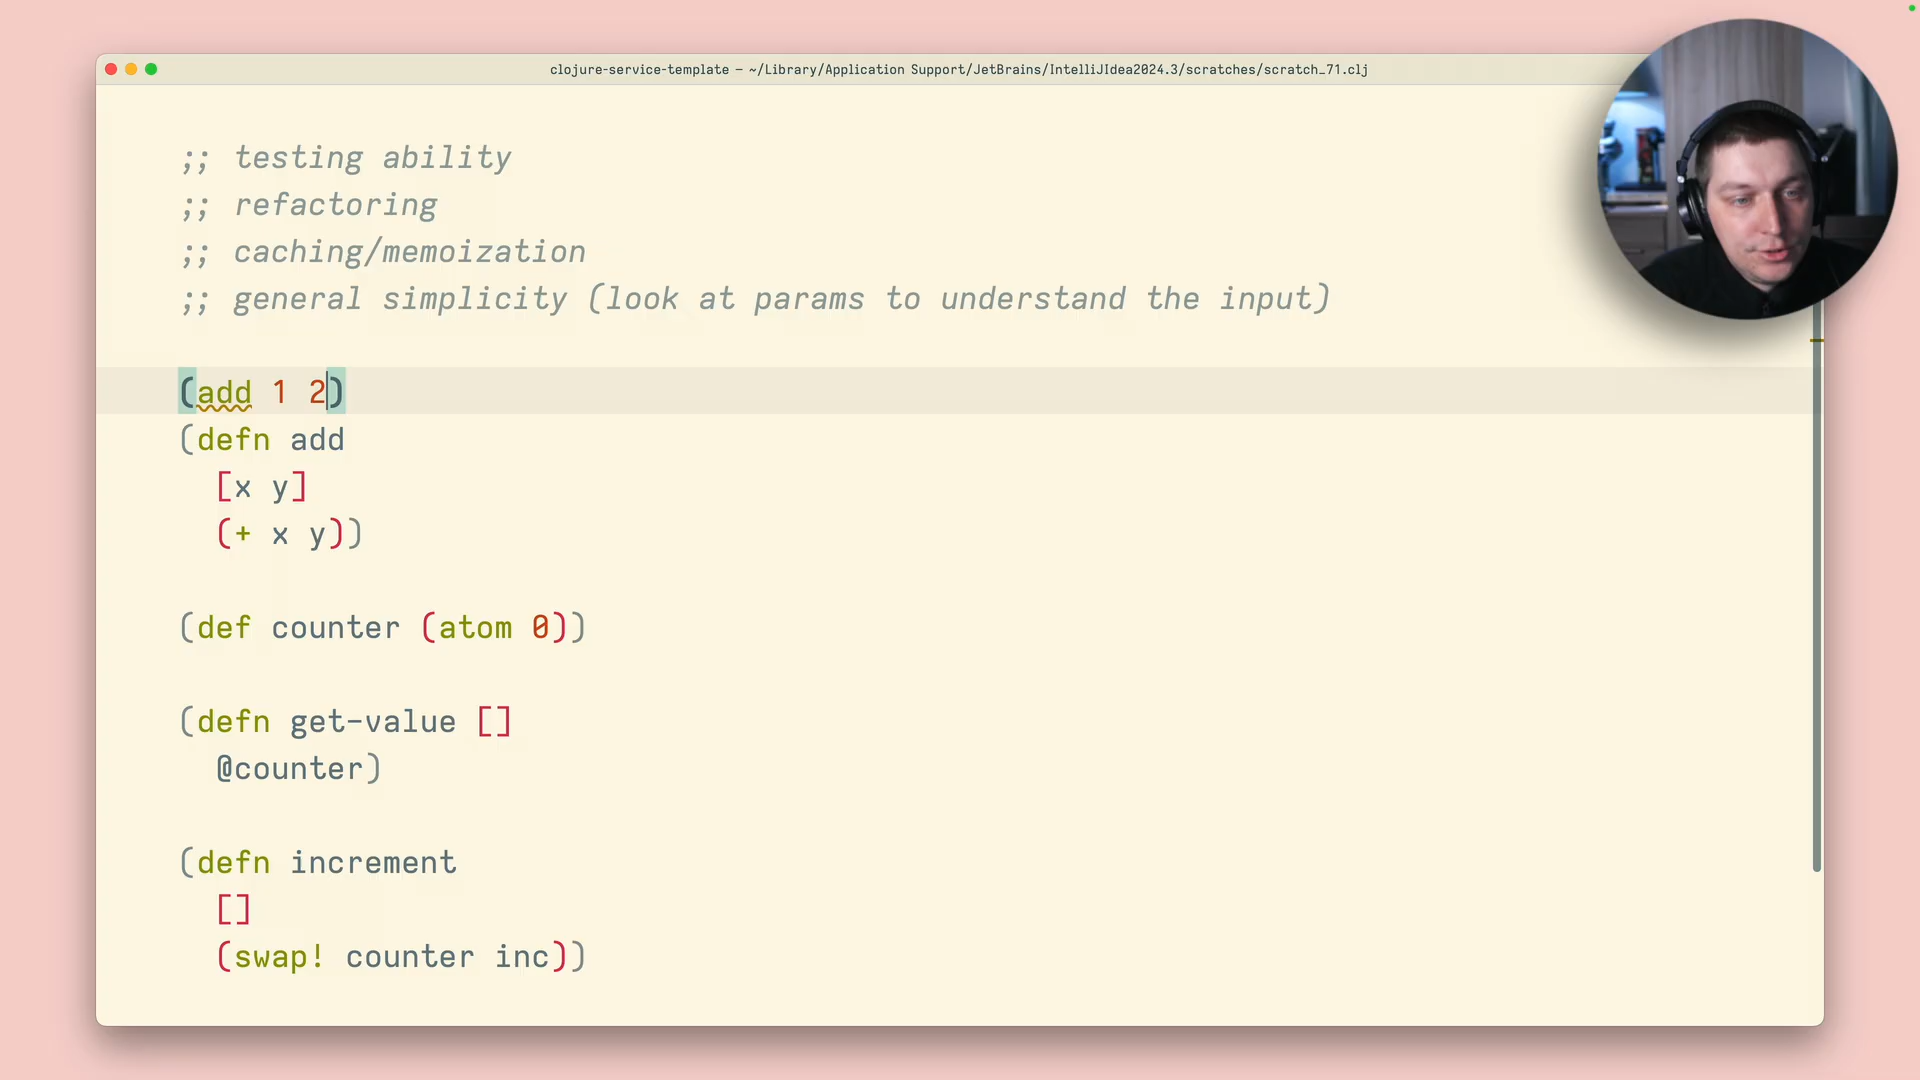 clojure-service-template – ~/Library/Application Support/JetBrains/IntelliJIdea2024.3/scratches/scratch_71.clj
;; testing ability
;; refactoring
;; caching/memoization
;; general simplicity (look at params to understand the input)
(add 1 2)
(defn add
[x y]
(+ x y))
(def counter (atom 0))
(defn get-value []
@counter)
(defn increment
[]
(swap! counter inc))